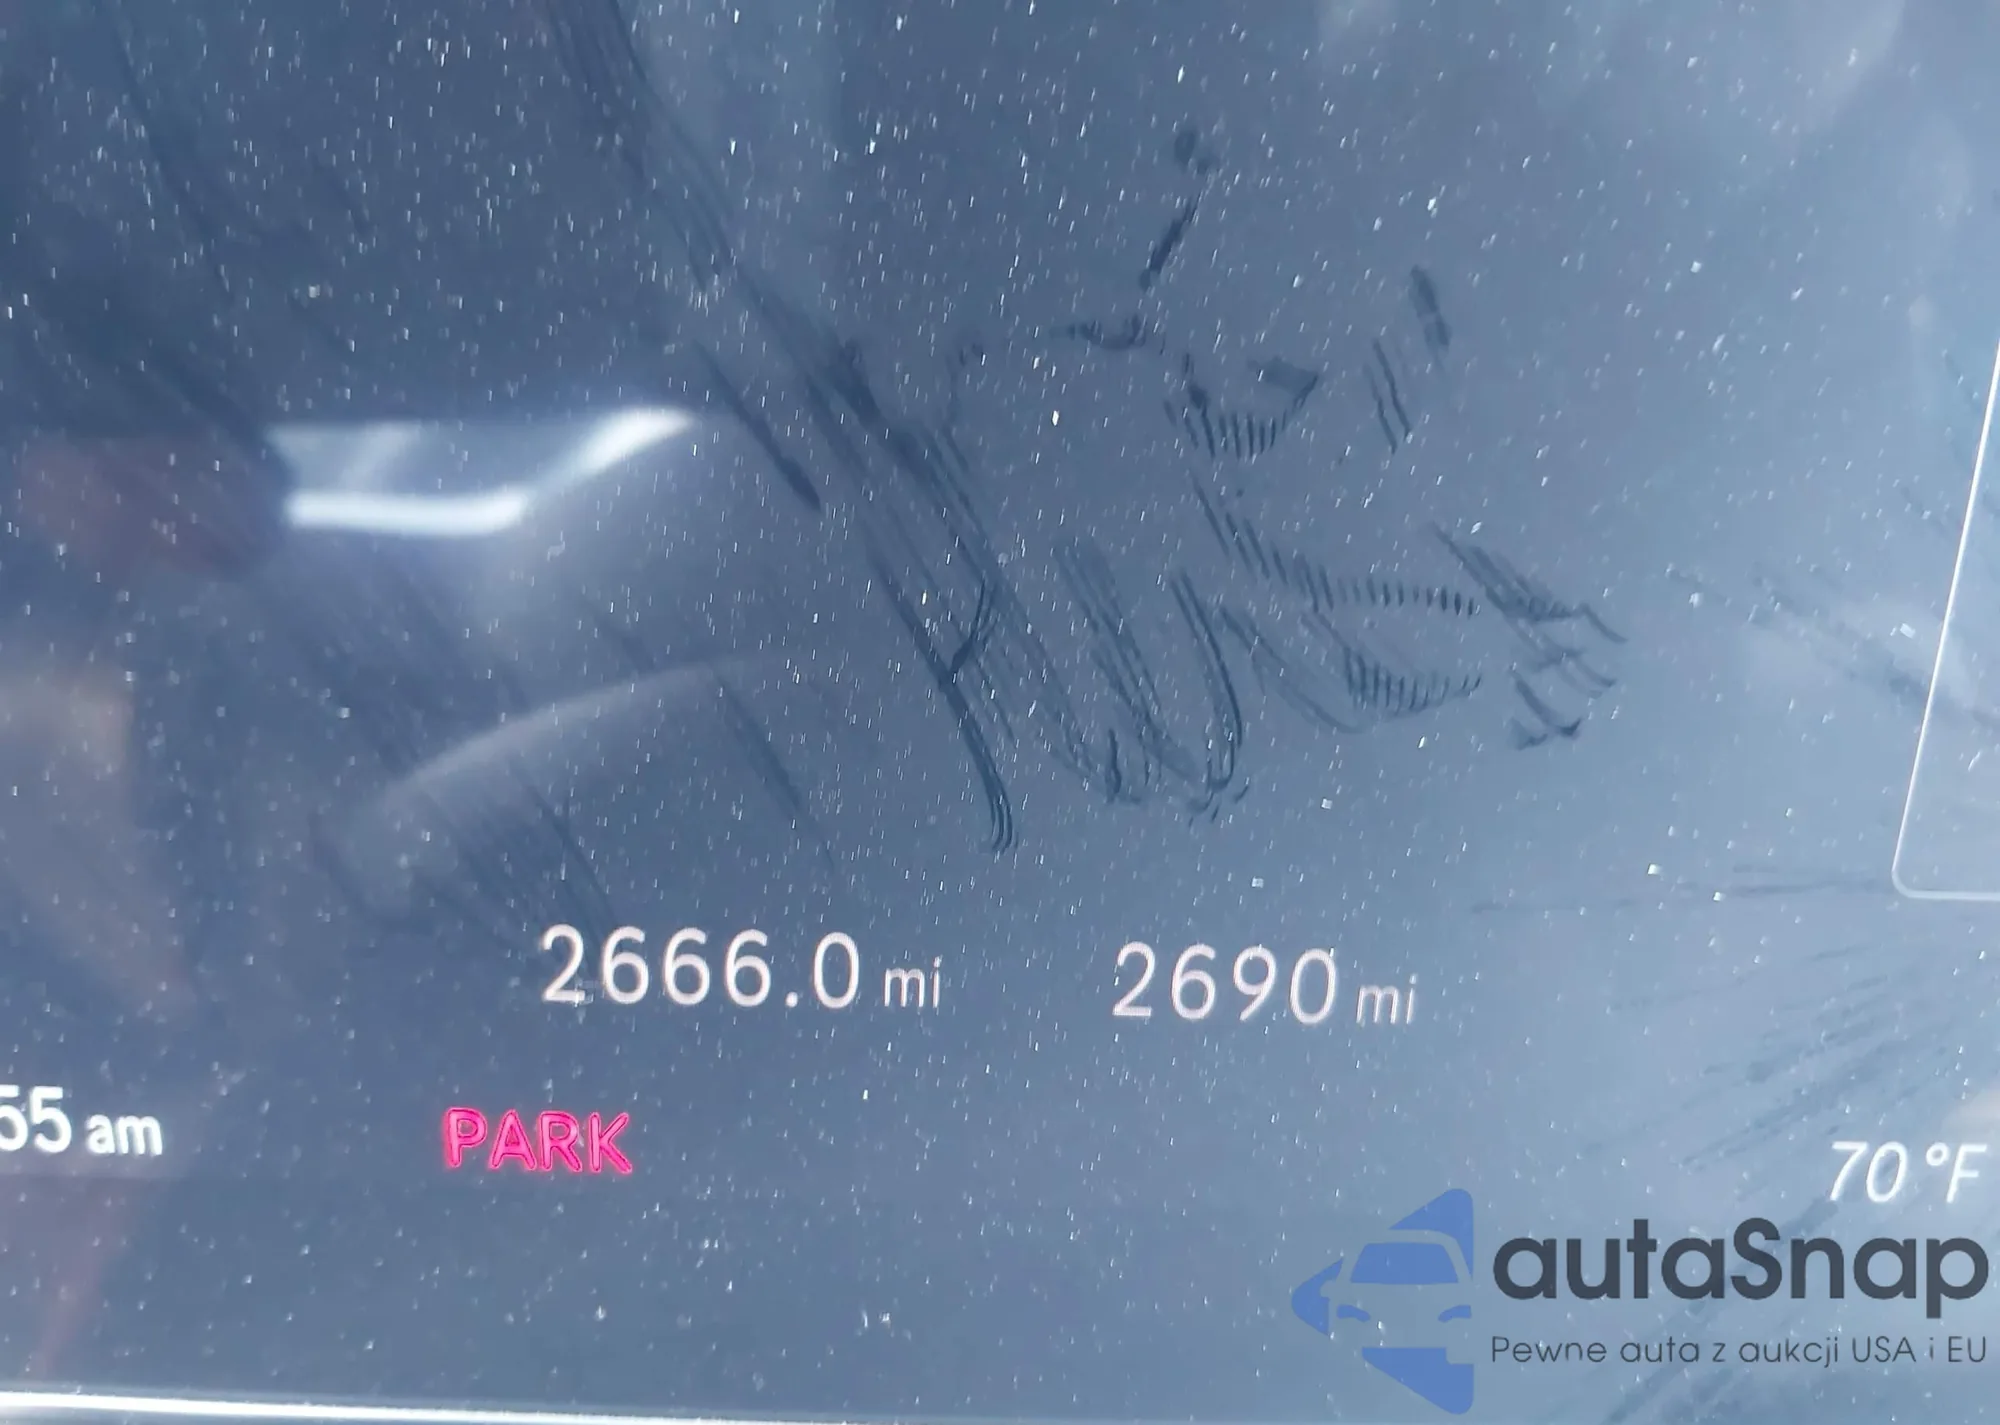 2666.0 mi 2690 mi
55 am PARK 70 °F
autaSnap
Pewne auta z aukcji USA i EU